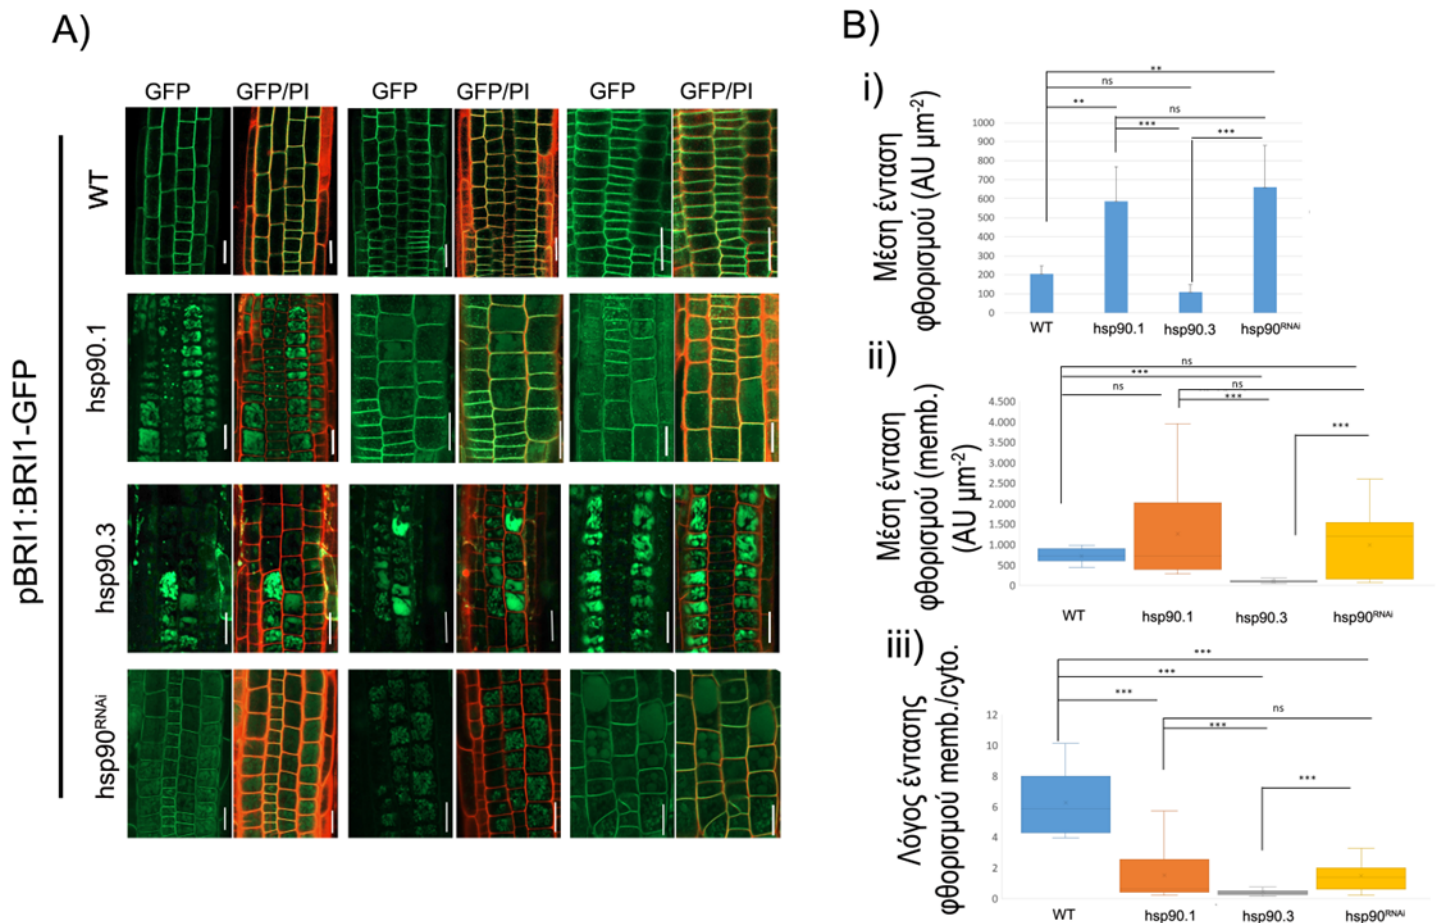 A)
GFP GFP/PI GFP GFP/PI GFP GFP/PI
pBRI1:BRI1-GFP
WT
hsp90.1
hsp90.3
hsp90RNAi
B)
i)
Μέση ένταση
φθορισμού (AU μm-2)
**
ns
**
ns
***
***
1000
900
800
700
600
500
400
300
200
100
0
WT hsp90.1 hsp90.3 hsp90RNAi
ii)
Μέση ένταση
φθορισμού (memb.)
(AU μm-2)
ns
***
ns
ns
***
***
4.500
4.000
3.500
3.000
2.500
2.000
1.500
1.000
500
0
WT hsp90.1 hsp90.3 hsp90RNAi
iii)
Λόγος έντασης
φθορισμού memb./cyto.
***
***
***
ns
***
***
12
10
8
6
4
2
0
WT hsp90.1 hsp90.3 hsp90RNAi